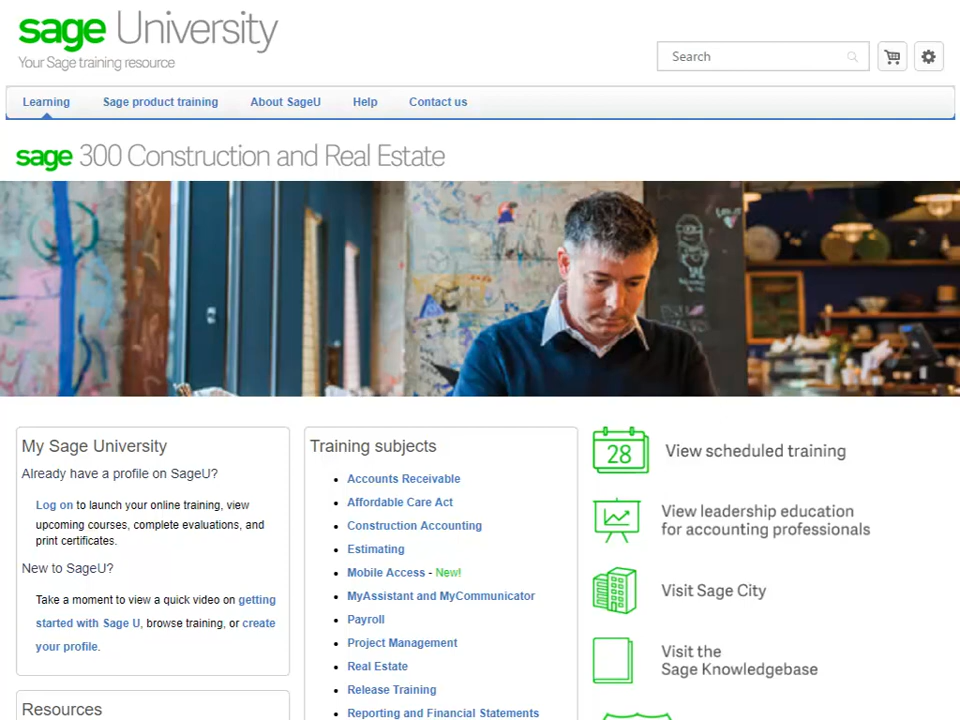 sage University
Your Sage training resource
Search
Learning Sage product training About SageU Help Contact us
sage 300 Construction and Real Estate
My Sage University
Already have a profile on SageU?
Log on to launch your online training, view
upcoming courses, complete evaluations, and
print certificates.
New to SageU?
Take a moment to view a quick video on getting
started with Sage U, browse training, or create
your profile.
Resources
Training subjects
Accounts Receivable
Affordable Care Act
Construction Accounting
Estimating
Mobile Access - New!
MyAssistant and MyCommunicator
Payroll
Project Management
Real Estate
Release Training
Reporting and Financial Statements
28
View scheduled training
View leadership education
for accounting professionals
Visit Sage City
Visit the
Sage Knowledgebase